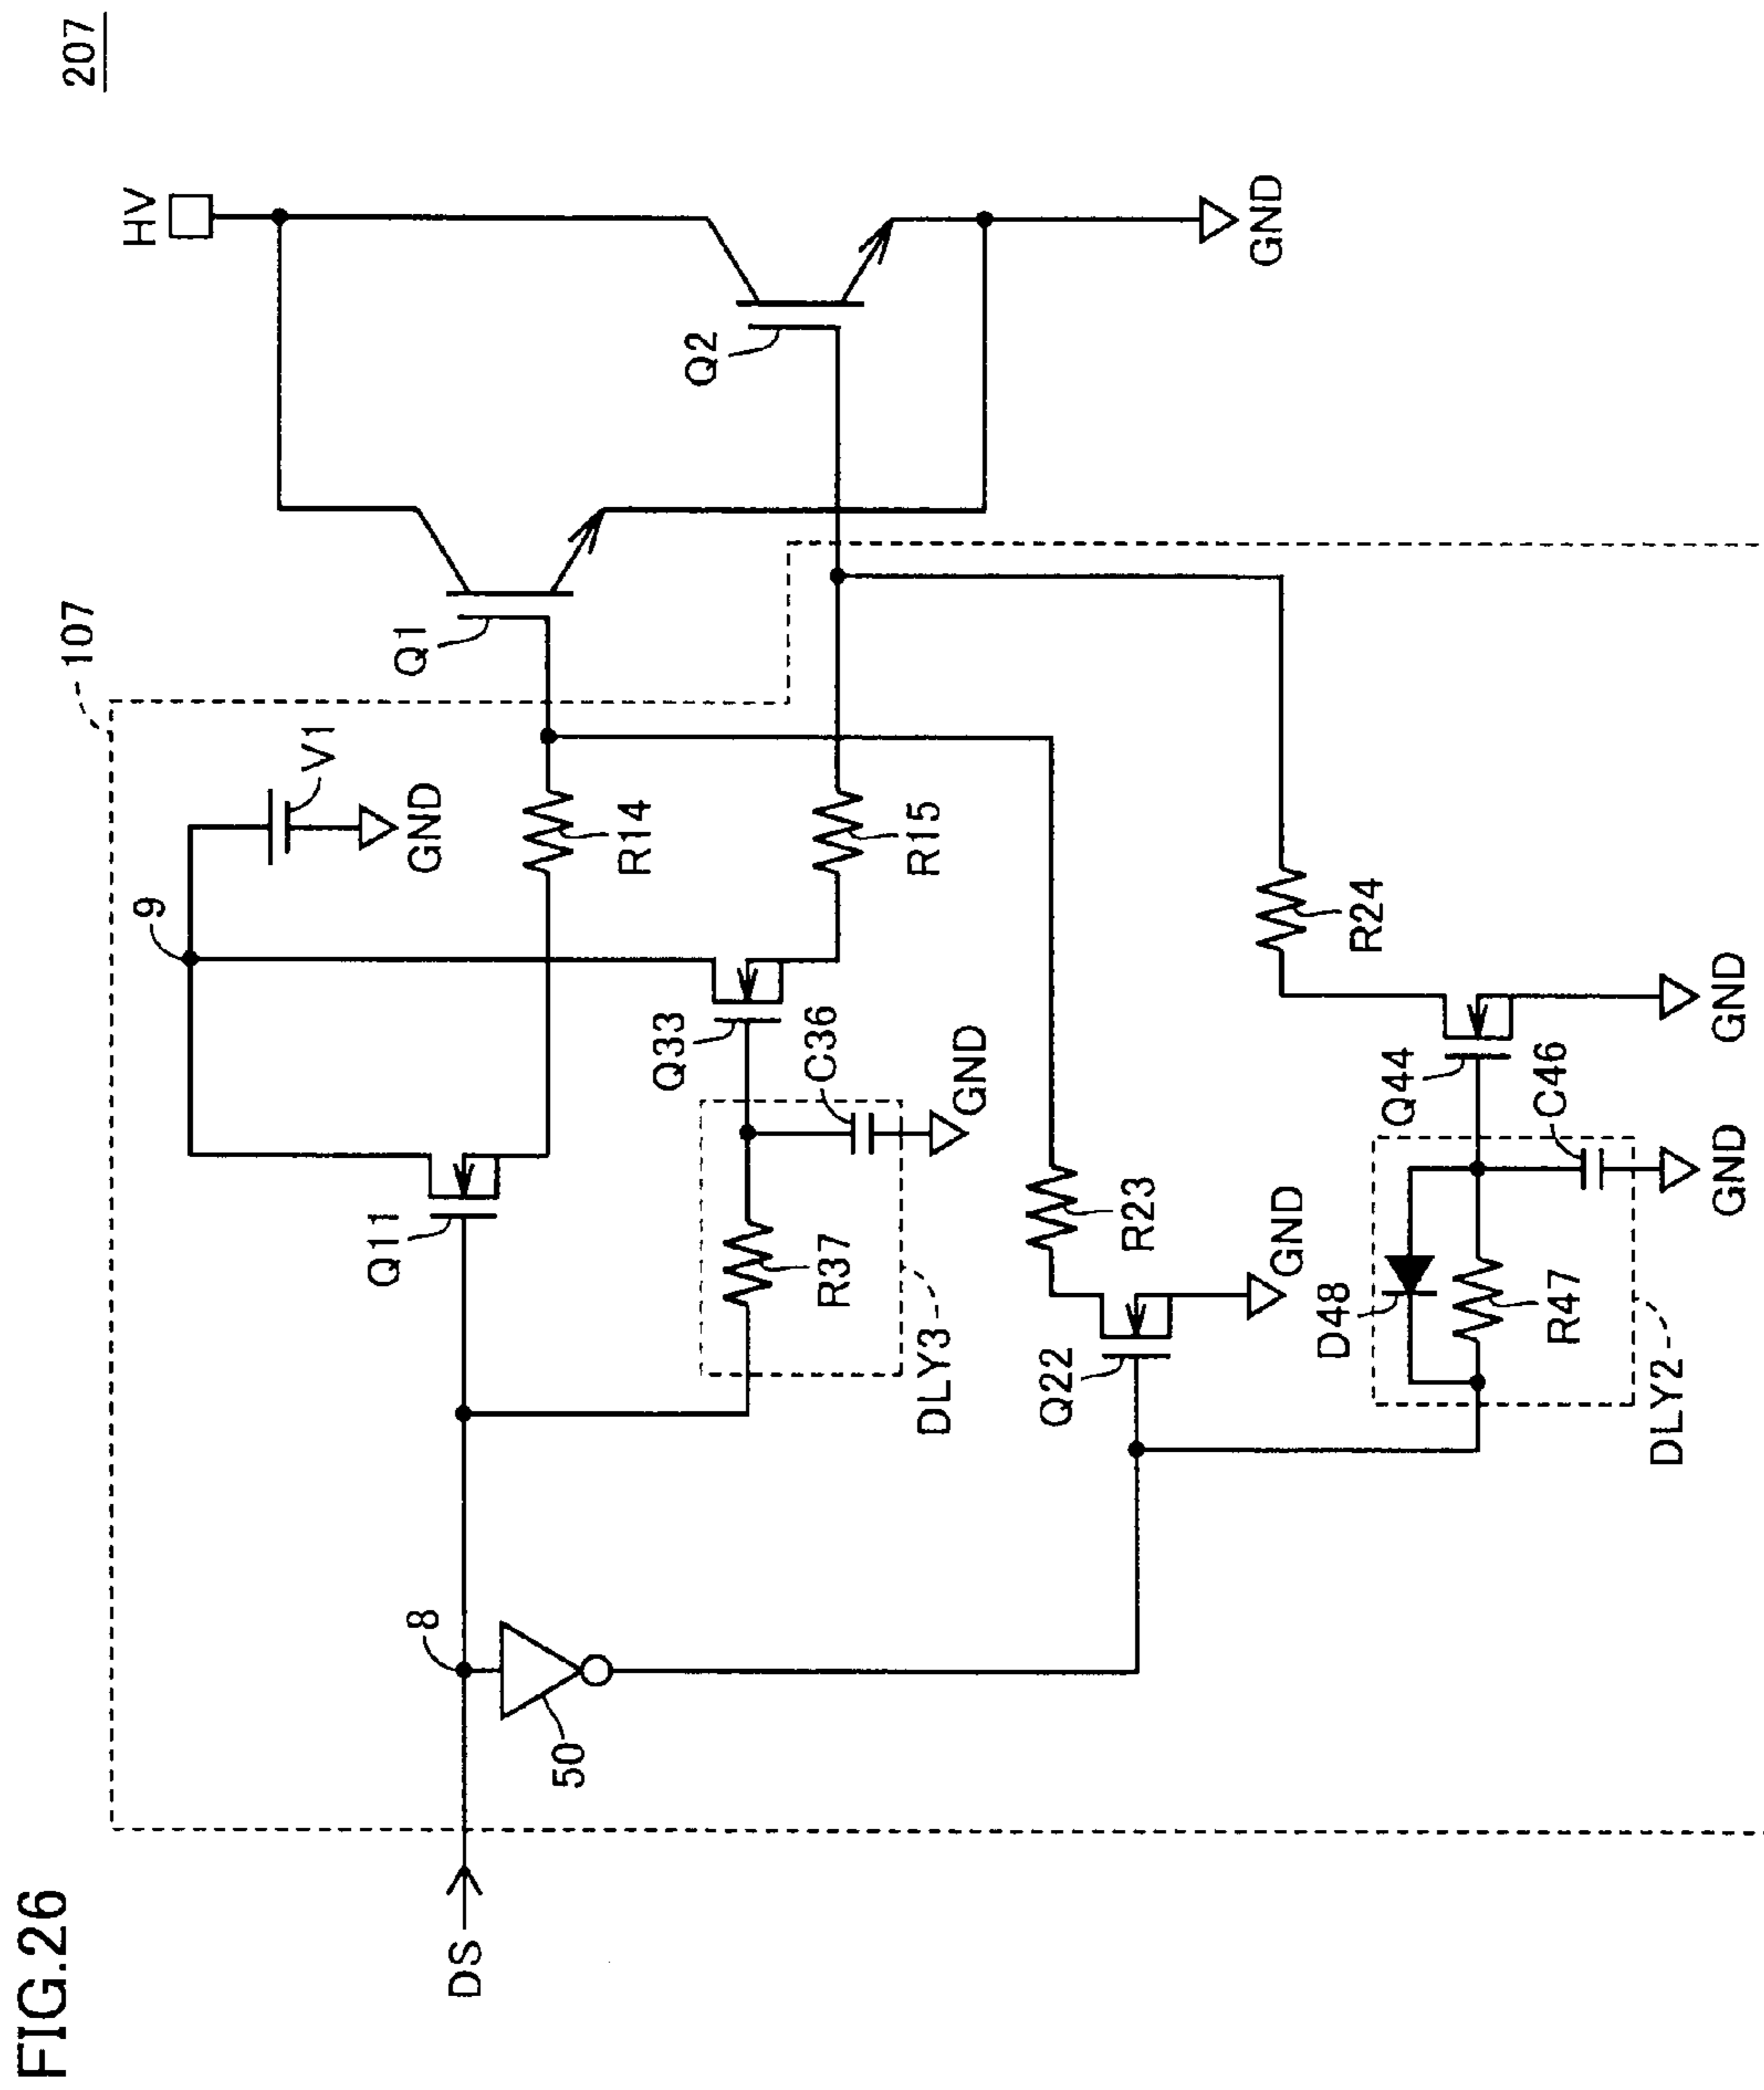 FIG.26
207
107
HV
9
V1
GND
Q1
Q11
R14
Q2
8
DS
50
Q33
C36
R15
R37
GND
DLY3
GND
Q22
R23
GND
R24
D48
Q44
R47
C46
DLY2
GND
GND